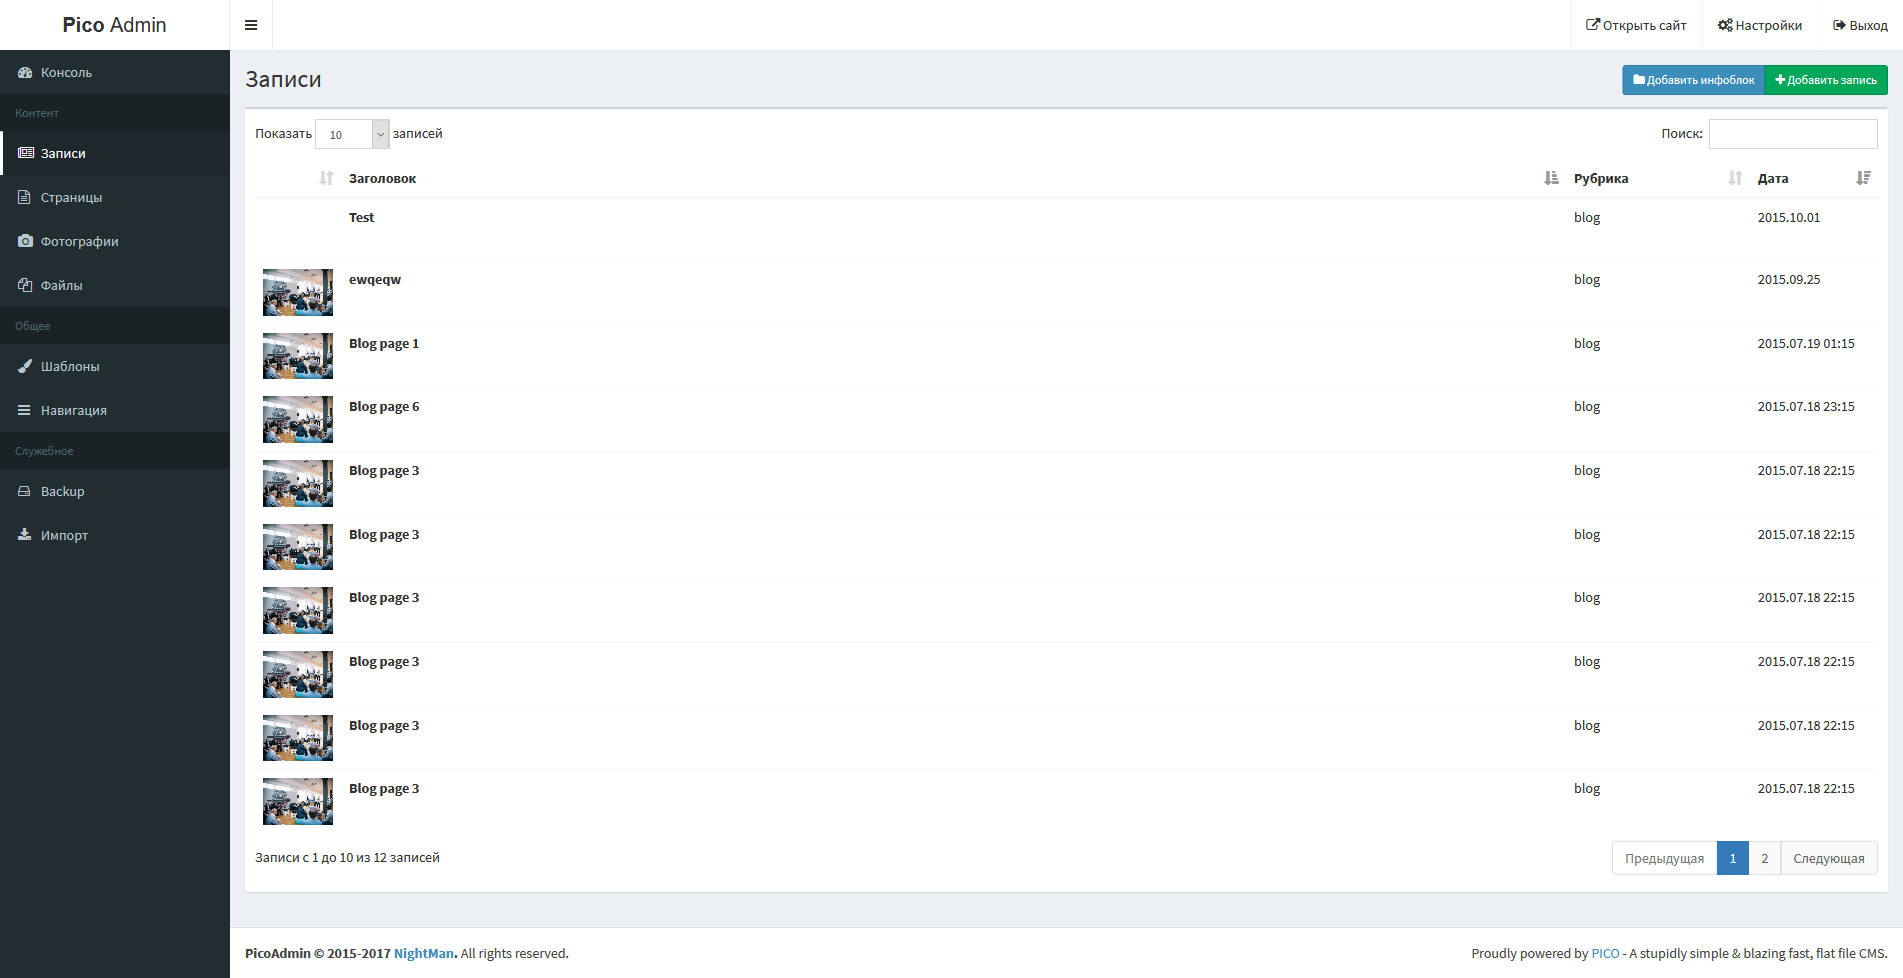 Pico Admin
Открыть сайт
Настройки
Выход
Консоль
Контент
Записи
Страницы
Фотографии
Файлы
Общее
Шаблоны
Навигация
Служебное
Backup
Импорт
Записи
Добавить инфоблок
Добавить запись
Показать 10 записей
Поиск:
Заголовок Рубрика Дата
Test blog 2015.10.01
ewqeqw blog 2015.09.25
Blog page 1 blog 2015.07.19 01:15
Blog page 6 blog 2015.07.18 23:15
Blog page 3 blog 2015.07.18 22:15
Blog page 3 blog 2015.07.18 22:15
Blog page 3 blog 2015.07.18 22:15
Blog page 3 blog 2015.07.18 22:15
Blog page 3 blog 2015.07.18 22:15
Blog page 3 blog 2015.07.18 22:15
Записи с 1 до 10 из 12 записей
Предыдущая 1 2 Следующая
PicoAdmin © 2015-2017 NightMan. All rights reserved.
Proudly powered by PICO - A stupidly simple & blazing fast, flat file CMS.